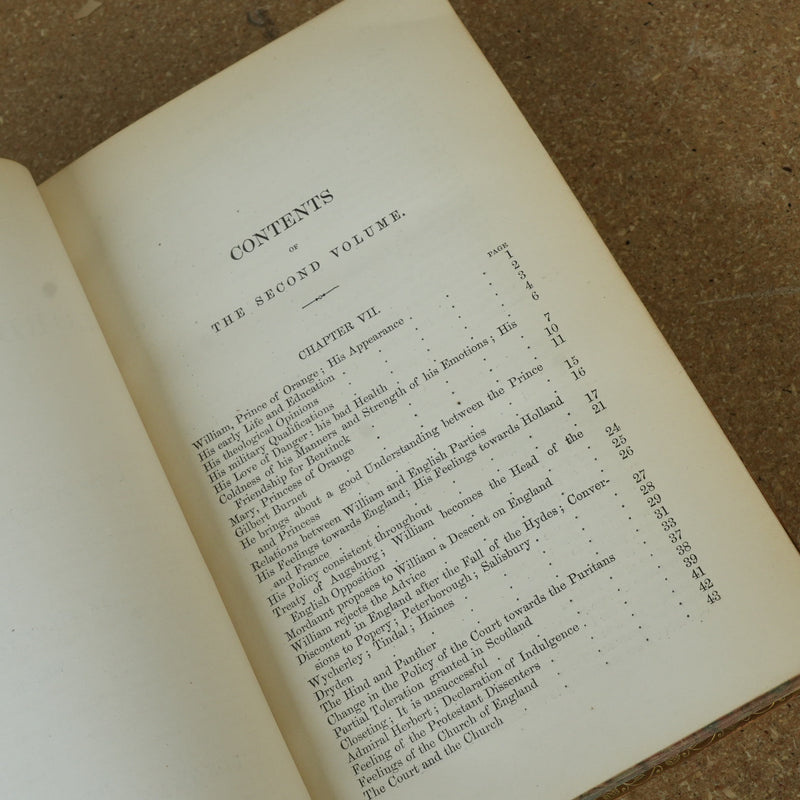 CONTENTS
OF
THE SECOND VOLUME.
CHAPTER VII.
PAGE
William, Prince of Orange; His Appearance . . . 1
His early Life and Education . . . 2
His theological Opinions . . . 3
His military Qualifications . . . 4
His Love of Danger; his bad Health . . . 6
Coldness of his Manners and Strength of his Emotions; His
Friendship for Bentinck . . . 7
Mary, Princess of Orange . . . 10
Gilbert Burnet . . . 11
He brings about a good Understanding between the Prince
and Princess . . . 15
Relations between William and English Parties . . . 16
His Feelings towards England; His Feelings towards Holland
and France . . . 17
His Policy consistent throughout . . . 21
Treaty of Augsburg; William becomes the Head of the
English Opposition . . . 24
Mordaunt proposes to William a Descent on England . . . 25
William rejects the Advice . . . 26
Discontent in England after the Fall of the Hydes; Conver-
sions to Popery; Peterborough; Salisbury . . . 27
Wycherley; Tindal; Haines . . . 28
Dryden . . . 29
The Hind and Panther . . . 31
Change in the Policy of the Court towards the Puritans . . . 33
Partial Toleration granted in Scotland . . . 37
Closeting; It is unsuccessful . . . 38
Admiral Herbert; Declaration of Indulgence . . . 39
Feeling of the Protestant Dissenters . . . 41
Feelings of the Church of England . . . 42
The Court and the Church . . . 43